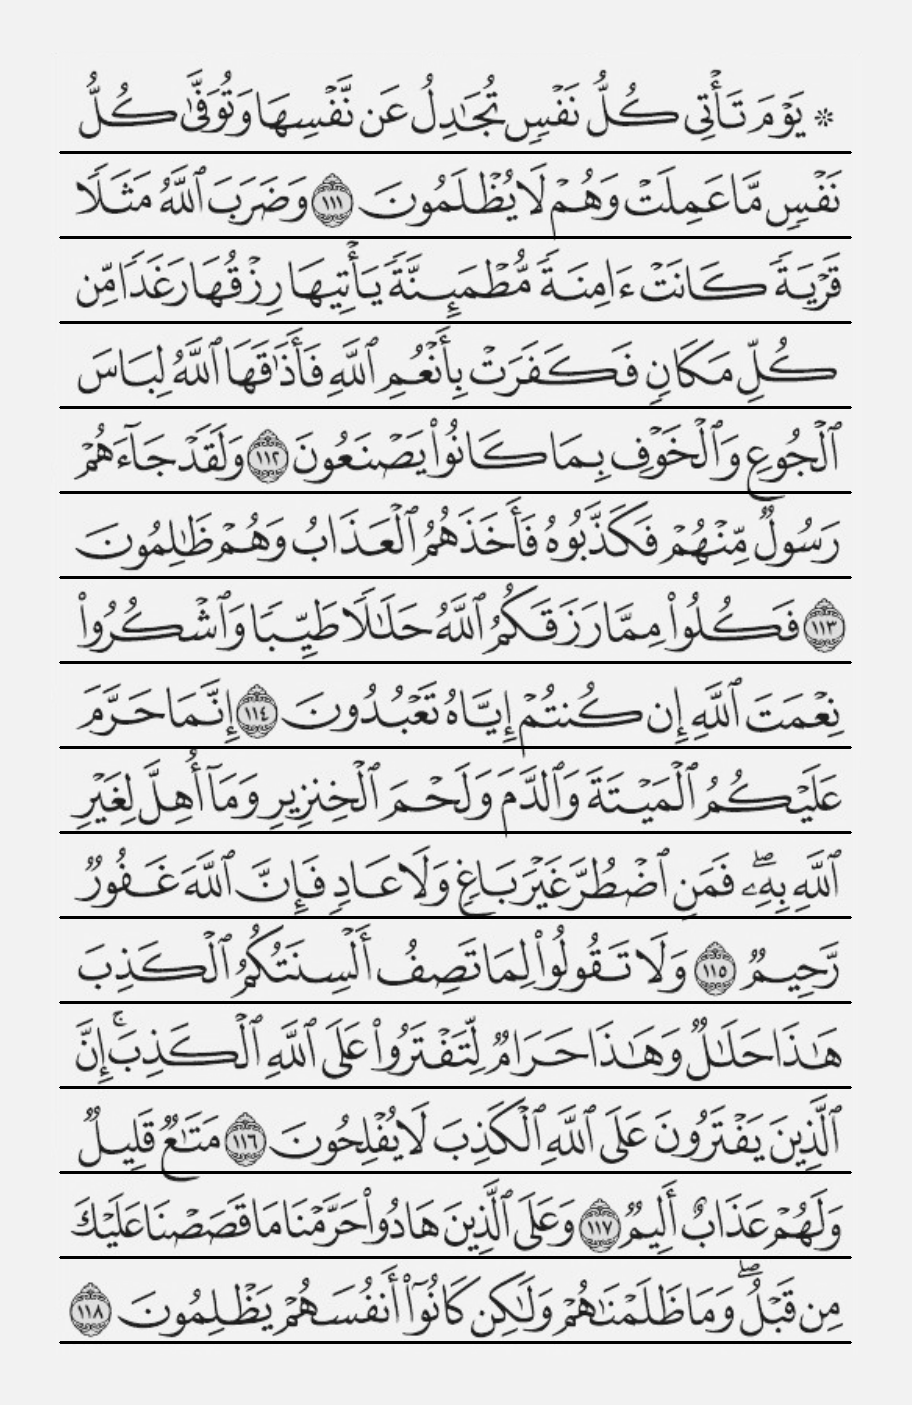 ۞ يَوْمَ تَأْتِى كُلُّ نَفْسٍ تُجَـٰدِلُ عَن نَّفْسِهَا وَتُوَفَّىٰ كُلُّ
نَفْسٍ مَّا عَمِلَتْ وَهُمْ لَا يُظْلَمُونَ ١١١ وَضَرَبَ ٱللَّهُ مَثَلًا
قَرْيَةً كَانَتْ ءَامِنَةً مُّطْمَئِنَّةً يَأْتِيهَا رِزْقُهَا رَغَدًا مِّن
كُلِّ مَكَانٍ فَكَفَرَتْ بِأَنْعُمِ ٱللَّهِ فَأَذَٰقَهَا ٱللَّهُ لِبَاسَ
ٱلْجُوعِ وَٱلْخَوْفِ بِمَا كَانُوا۟ يَصْنَعُونَ ١١٢ وَلَقَدْ جَآءَهُمْ
رَسُولٌ مِّنْهُمْ فَكَذَّبُوهُ فَأَخَذَهُمُ ٱلْعَذَابُ وَهُمْ ظَـٰلِمُونَ
١١٣ فَكُلُوا۟ مِمَّا رَزَقَكُمُ ٱللَّهُ حَلَـٰلًا طَيِّبًا وَٱشْكُرُوا۟
نِعْمَتَ ٱللَّهِ إِن كُنتُمْ إِيَّاهُ تَعْبُدُونَ ١١٤ إِنَّمَا حَرَّمَ
عَلَيْكُمُ ٱلْمَيْتَةَ وَٱلدَّمَ وَلَحْمَ ٱلْخِنزِيرِ وَمَآ أُهِلَّ لِغَيْرِ
ٱللَّهِ بِهِۦ ۖ فَمَنِ ٱضْطُرَّ غَيْرَ بَاغٍ وَلَا عَادٍ فَإِنَّ ٱللَّهَ غَفُورٌ
رَّحِيمٌ ١١٥ وَلَا تَقُولُوا۟ لِمَا تَصِفُ أَلْسِنَتُكُمُ ٱلْكَذِبَ
هَـٰذَا حَلَـٰلٌ وَهَـٰذَا حَرَامٌ لِّتَفْتَرُوا۟ عَلَى ٱللَّهِ ٱلْكَذِبَ ۚ إِنَّ
ٱلَّذِينَ يَفْتَرُونَ عَلَى ٱللَّهِ ٱلْكَذِبَ لَا يُفْلِحُونَ ١١٦ مَتَـٰعٌ قَلِيلٌ
وَلَهُمْ عَذَابٌ أَلِيمٌ ١١٧ وَعَلَى ٱلَّذِينَ هَادُوا۟ حَرَّمْنَا مَا قَصَصْنَا عَلَيْكَ
مِن قَبْلُ ۖ وَمَا ظَلَمْنَـٰهُمْ وَلَـٰكِن كَانُوٓا۟ أَنفُسَهُمْ يَظْلِمُونَ ١١٨